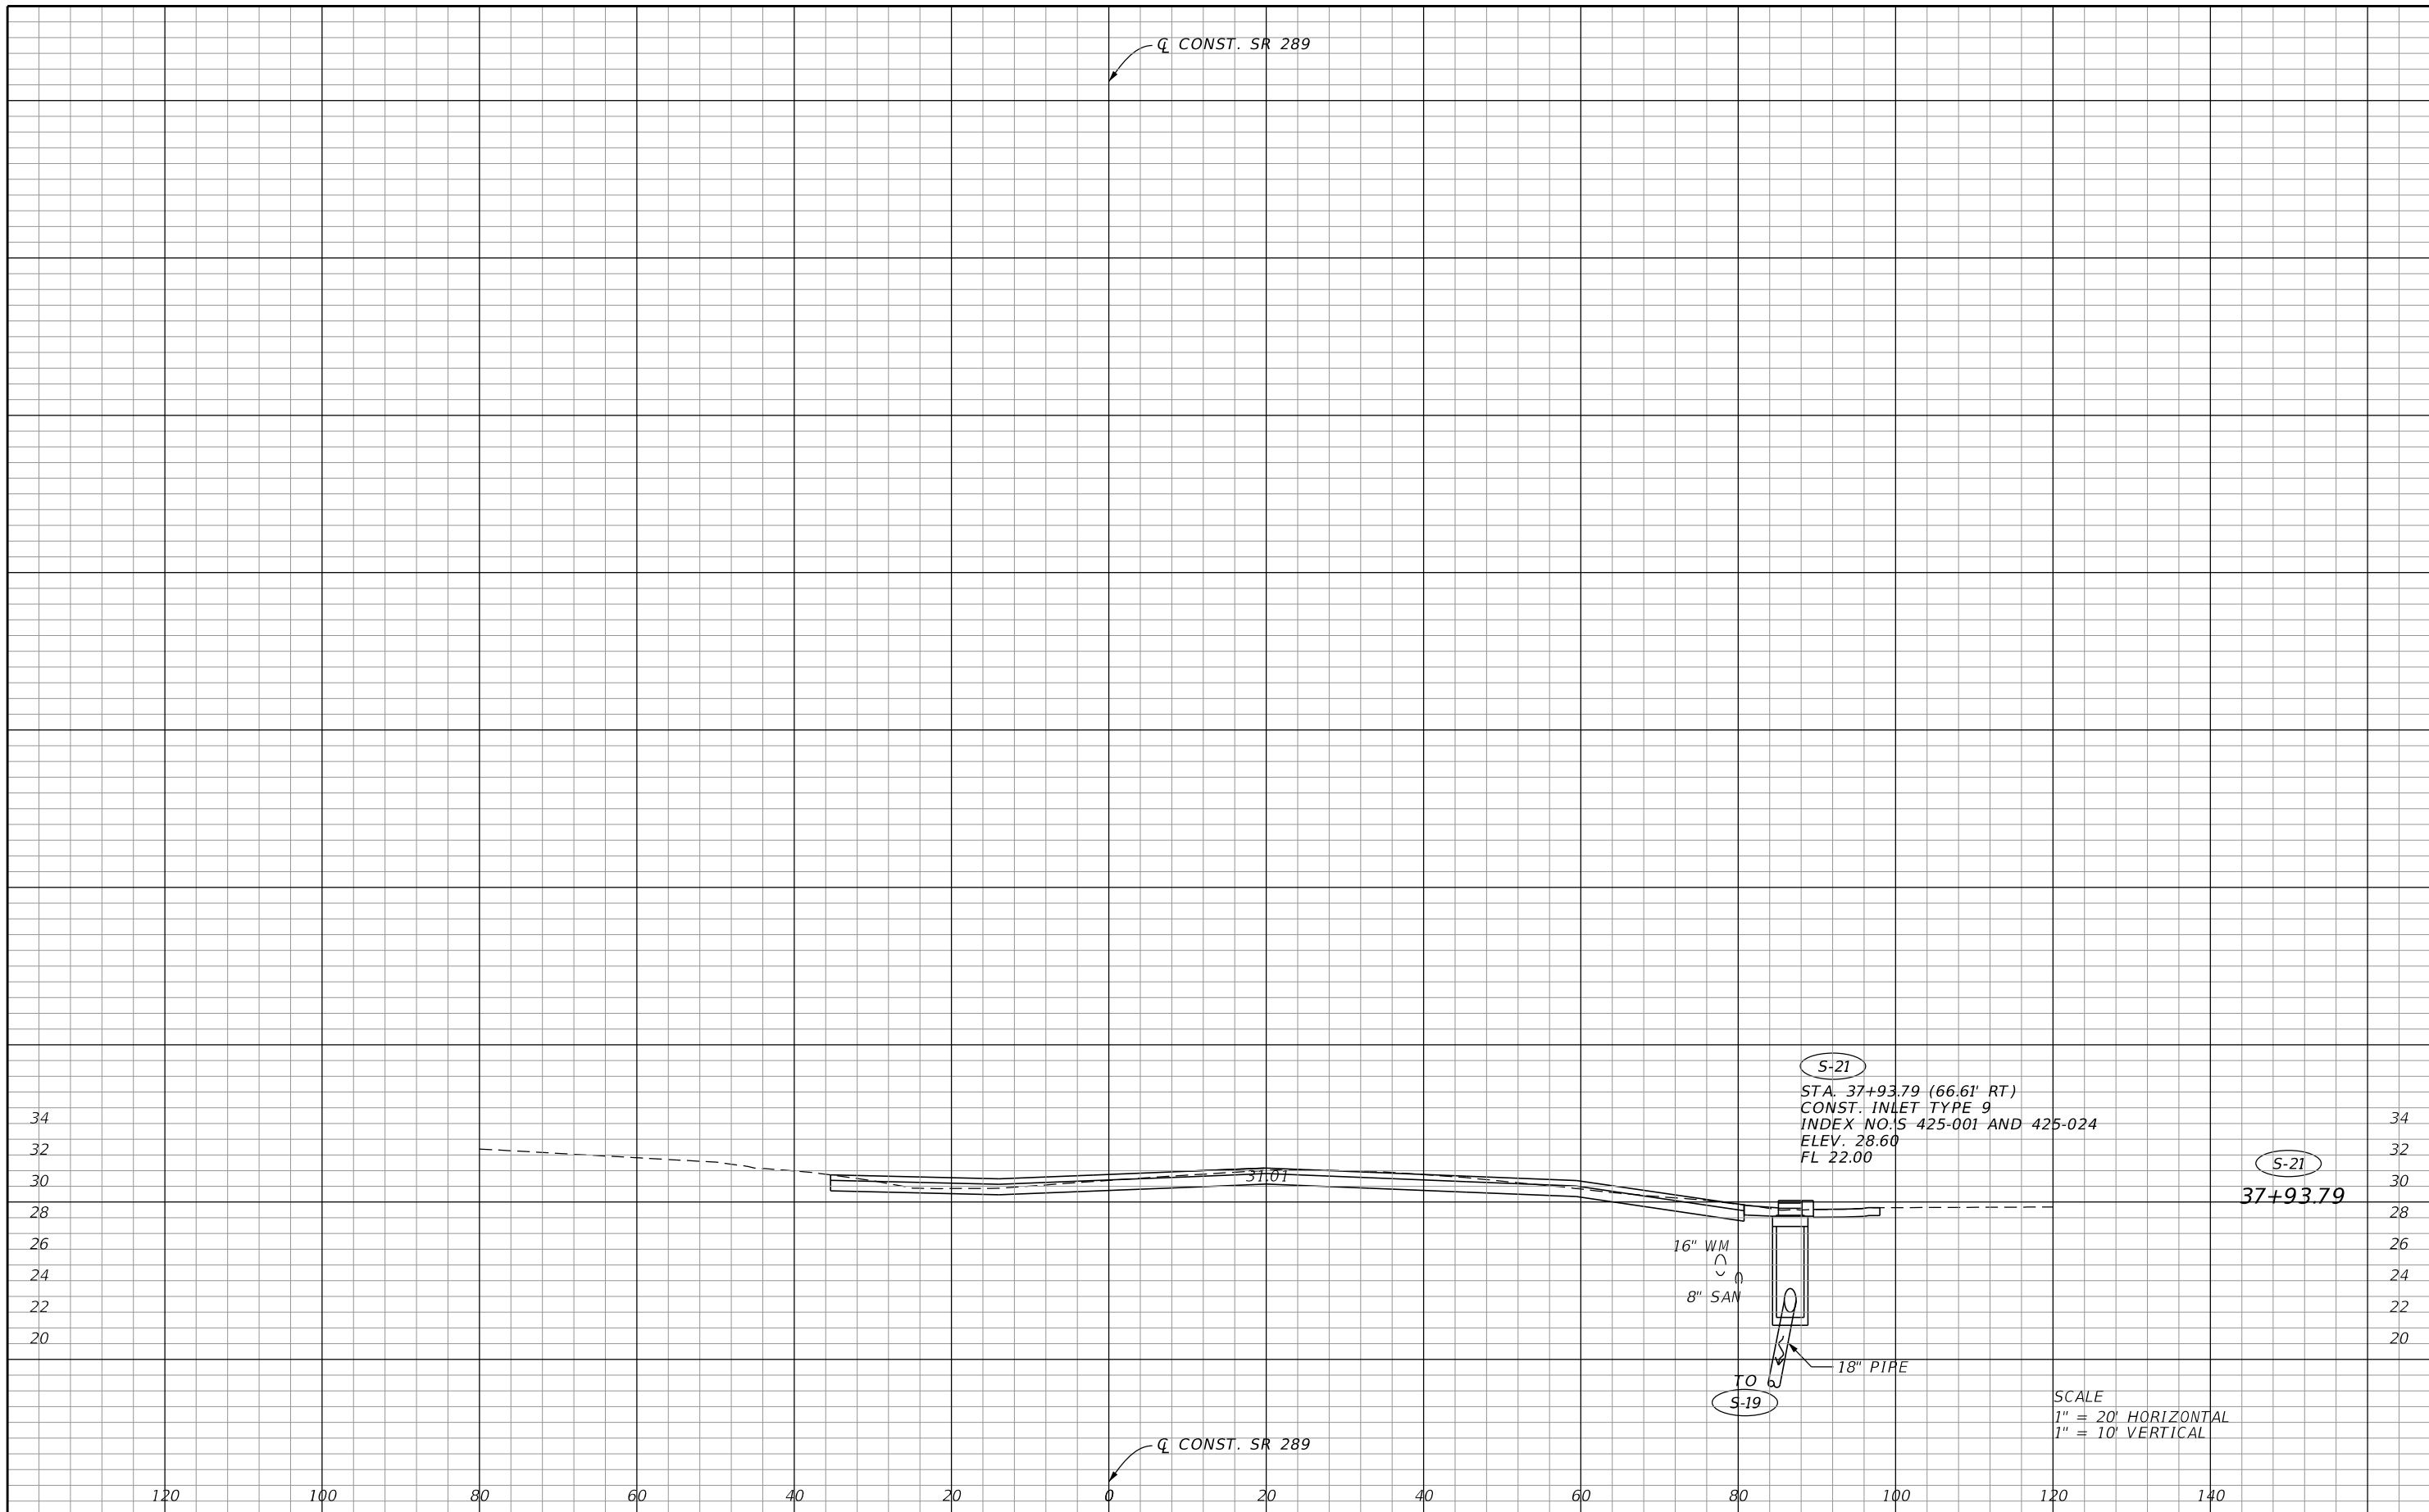 ℄ CONST. SR 289
S-21
STA. 37+93.79 (66.61' RT)
CONST. INLET TYPE 9
INDEX NO.'S 425-001 AND 425-024
ELEV. 28.60
FL 22.00
34
34
32
32
S-21
31.01
30
30
37+93.79
28
28
16" WM
26
26
24
24
8" SAN
22
22
20
20
18" PIPE
TO
S-19
SCALE
1" = 20' HORIZONTAL
1" = 10' VERTICAL
℄ CONST. SR 289
120 100 80 60 40 20 0 20 40 60 80 100 120 140